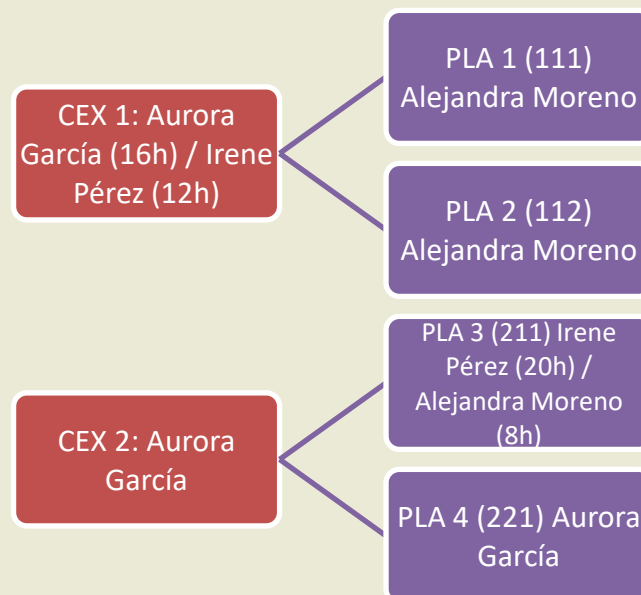 CEX 1: Aurora
García (16h) / Irene
Pérez (12h)
PLA 1 (111)
Alejandra Moreno
PLA 2 (112)
Alejandra Moreno
CEX 2: Aurora
García
PLA 3 (211) Irene
Pérez (20h) /
Alejandra Moreno
(8h)
PLA 4 (221) Aurora
García